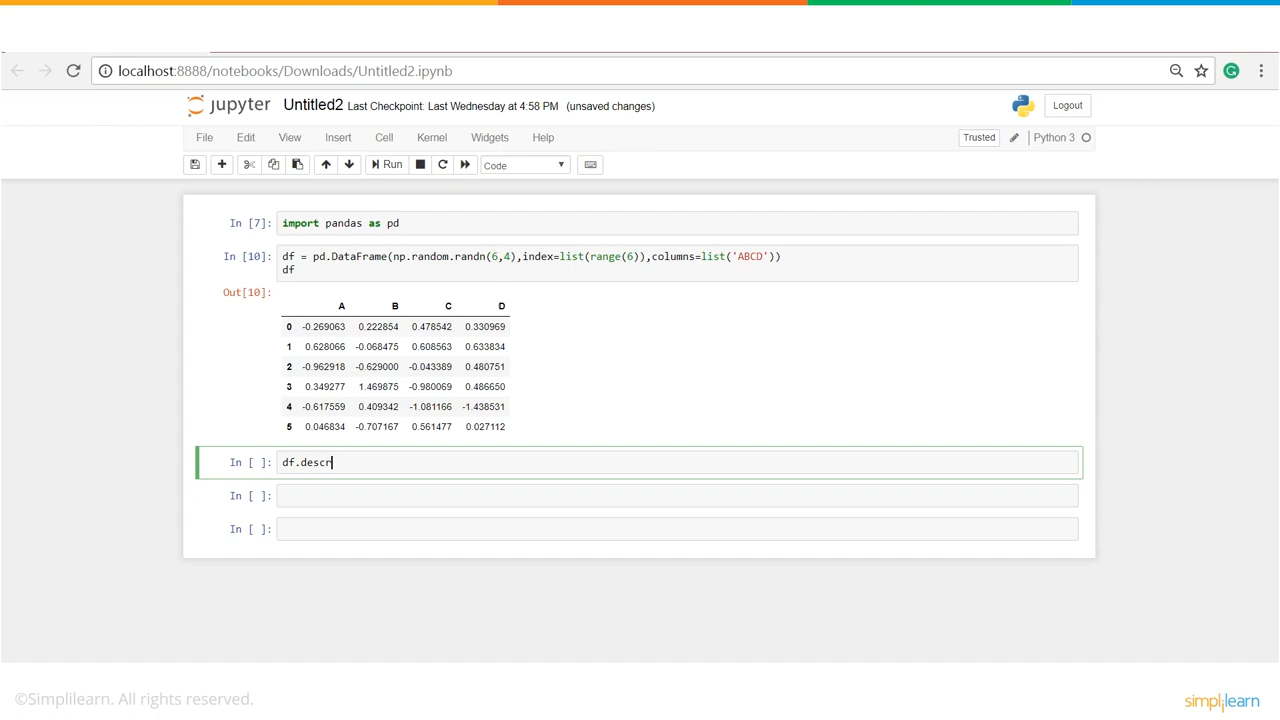 localhost:8888/notebooks/Downloads/Untitled2.ipynb
jupyter Untitled2 Last Checkpoint: Last Wednesday at 4:58 PM (unsaved changes) Logout
File Edit View Insert Cell Kernel Widgets Help Trusted Python 3
Run Code
In [7]: import pandas as pd
In [10]: df = pd.DataFrame(np.random.randn(6,4),index=list(range(6)),columns=list('ABCD'))
df
Out[10]:
A B C D
0 -0.269063 0.222854 0.478542 0.330969
1 0.628066 -0.068475 0.608563 0.633834
2 -0.962918 -0.629000 -0.043389 0.480751
3 0.349277 1.469875 -0.980069 0.486650
4 -0.617559 0.409342 -1.081166 -1.438531
5 0.046834 -0.707167 0.561477 0.027112
In [ ]: df.descr
In [ ]:
In [ ]:
©Simplilearn. All rights reserved.
simplilearn